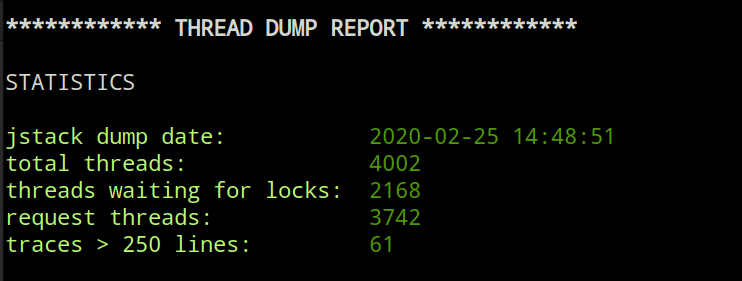 ************ THREAD DUMP REPORT ************
STATISTICS
jstack dump date: 2020-02-25 14:48:51
total threads: 4002
threads waiting for locks: 2168
request threads: 3742
traces > 250 lines: 61